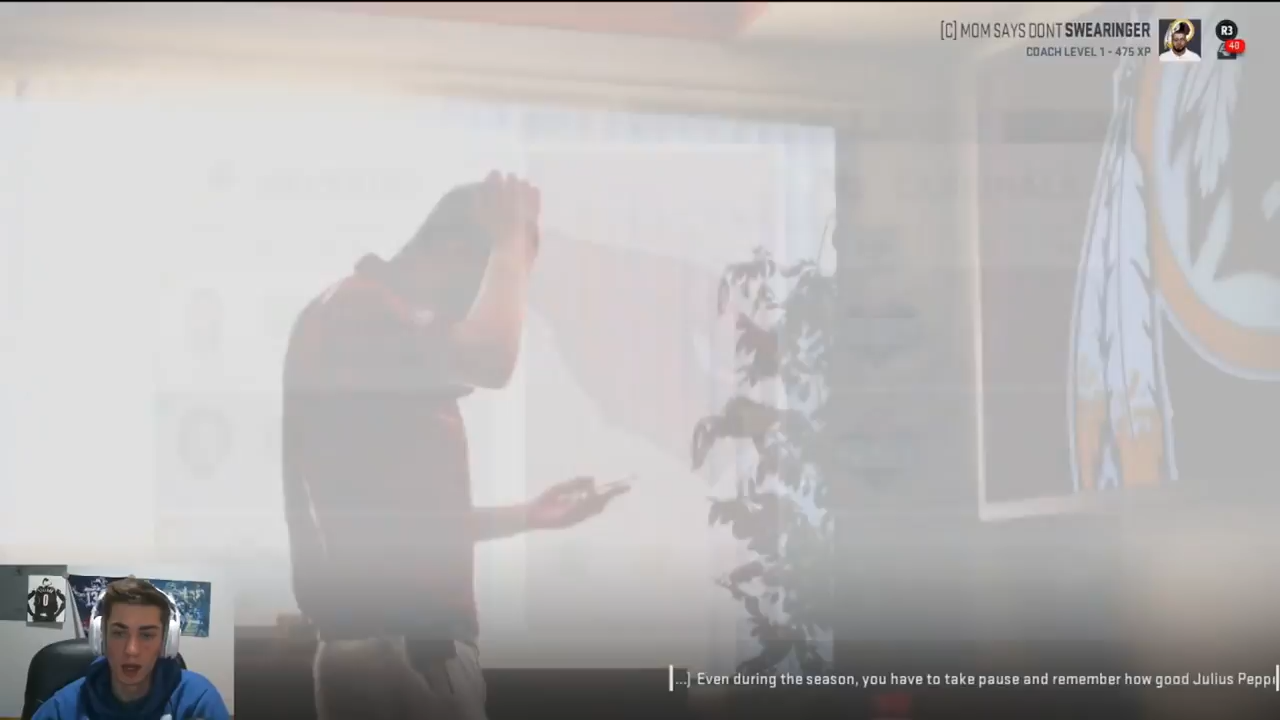 [C] MOM SAYS DONT SWEARINGER
COACH LEVEL 1 - 475 XP
R3
48
...] Even during the season, you have to take pause and remember how good Julius Pepp